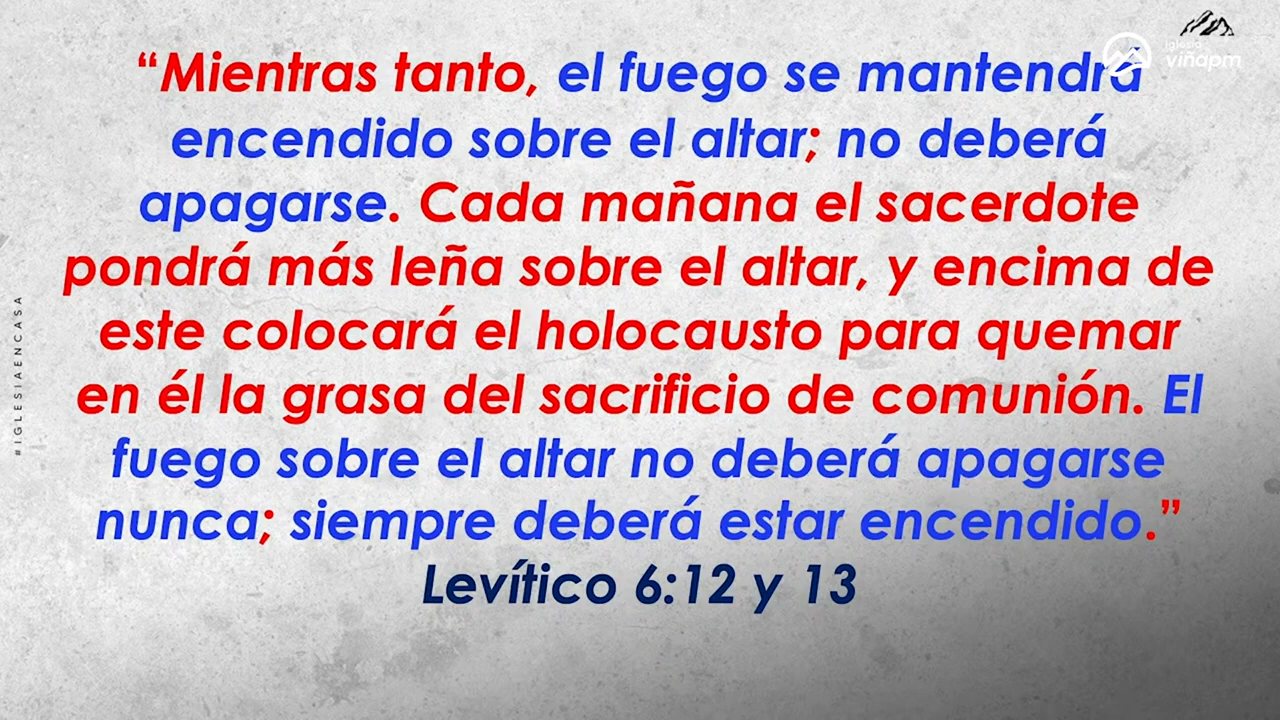 “Mientras tanto, el fuego se mantendrá
encendido sobre el altar; no deberá
apagarse. Cada mañana el sacerdote
pondrá más leña sobre el altar, y encima de
este colocará el holocausto para quemar
en él la grasa del sacrificio de comunión. El
fuego sobre el altar no deberá apagarse
nunca; siempre deberá estar encendido.”
Levítico 6:12 y 13
iglesia
viñapm
#IGLESIAENCASA